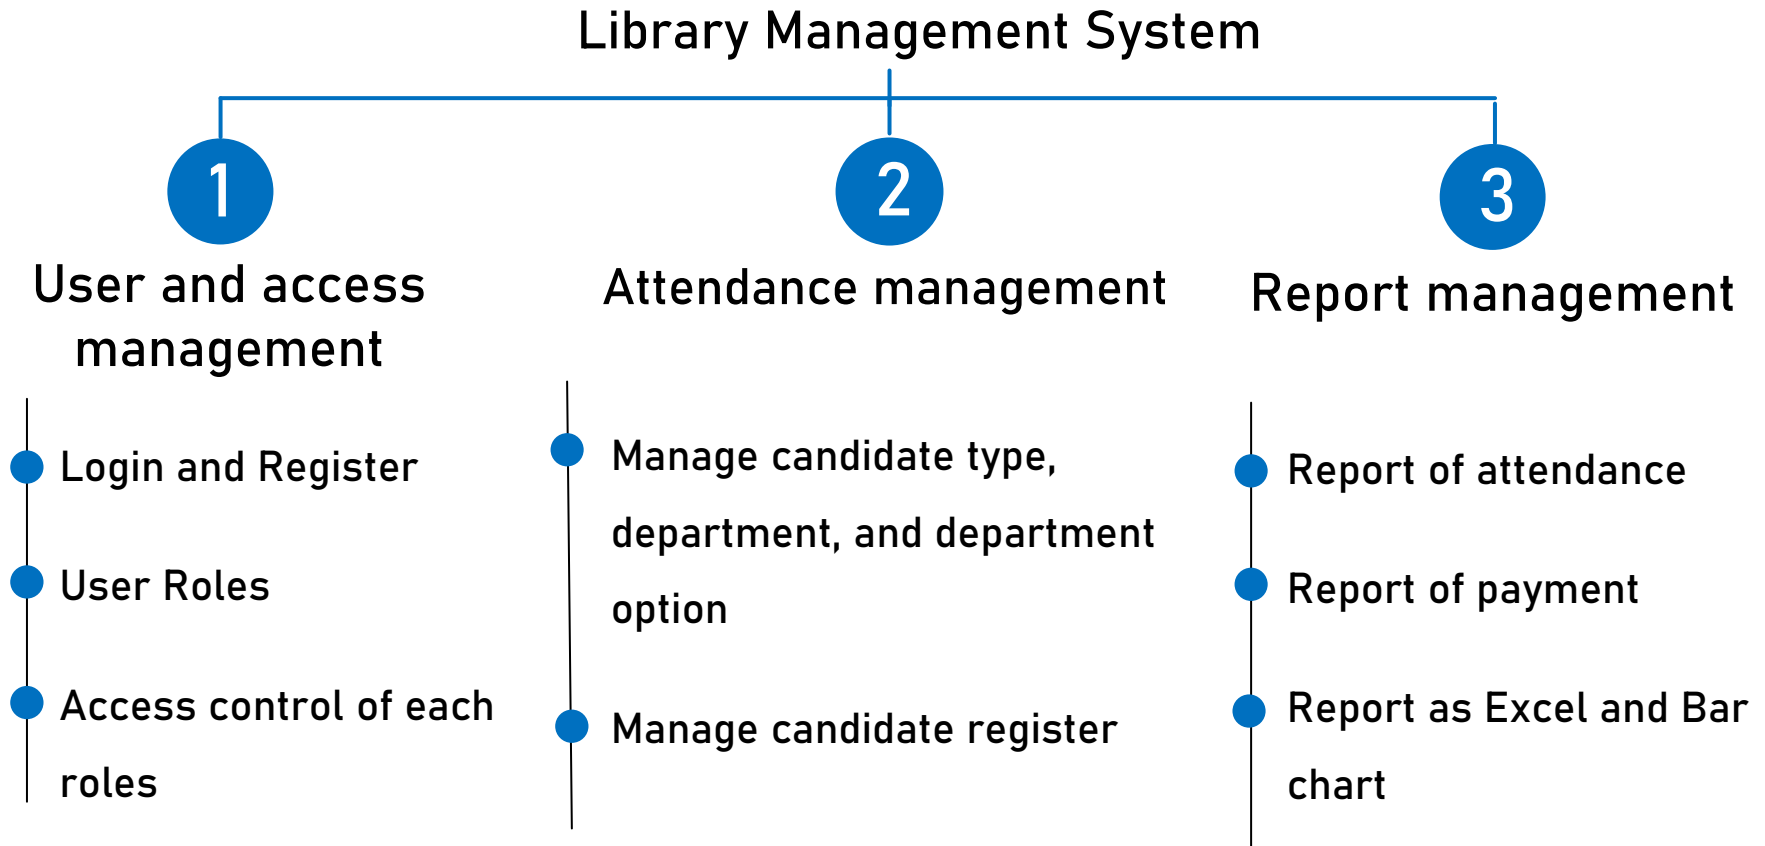 Library Management System
1
User and access
management
Login and Register
User Roles
Access control of each
roles
2
Attendance management
Manage candidate type,
department, and department
option
Manage candidate register
3
Report management
Report of attendance
Report of payment
Report as Excel and Bar
chart